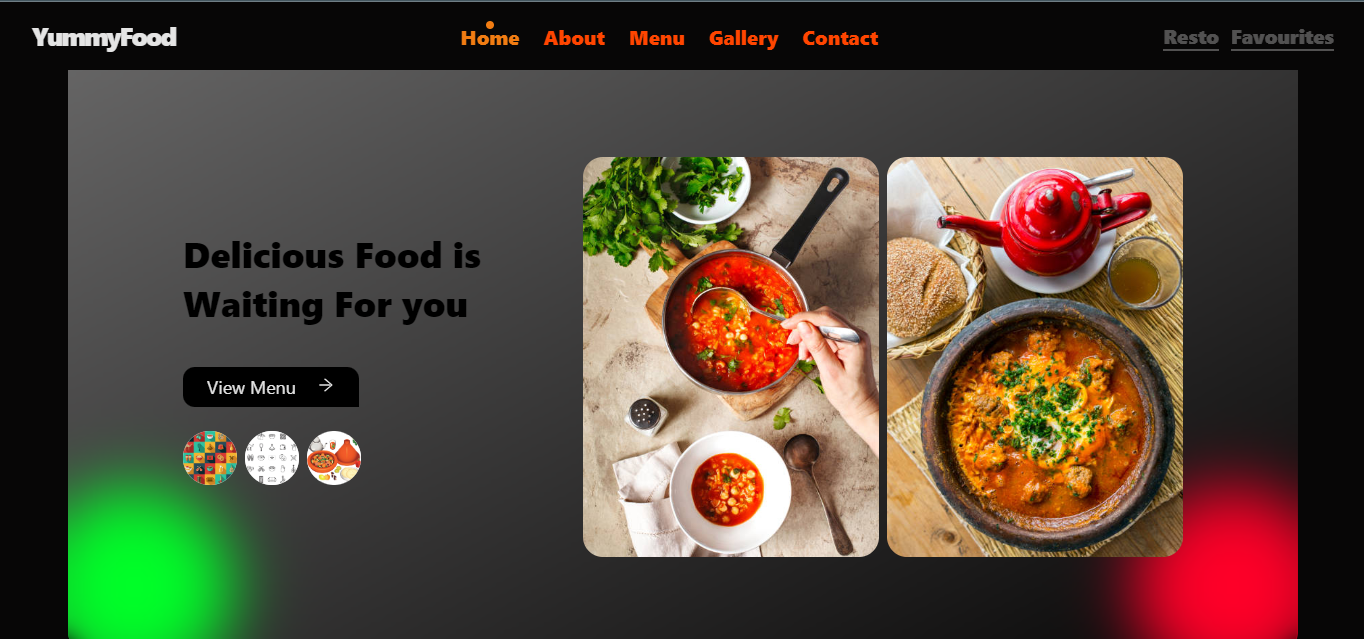 YummyFood
Home About Menu Gallery Contact
Resto Favourites
Delicious Food is
Waiting For you
View Menu